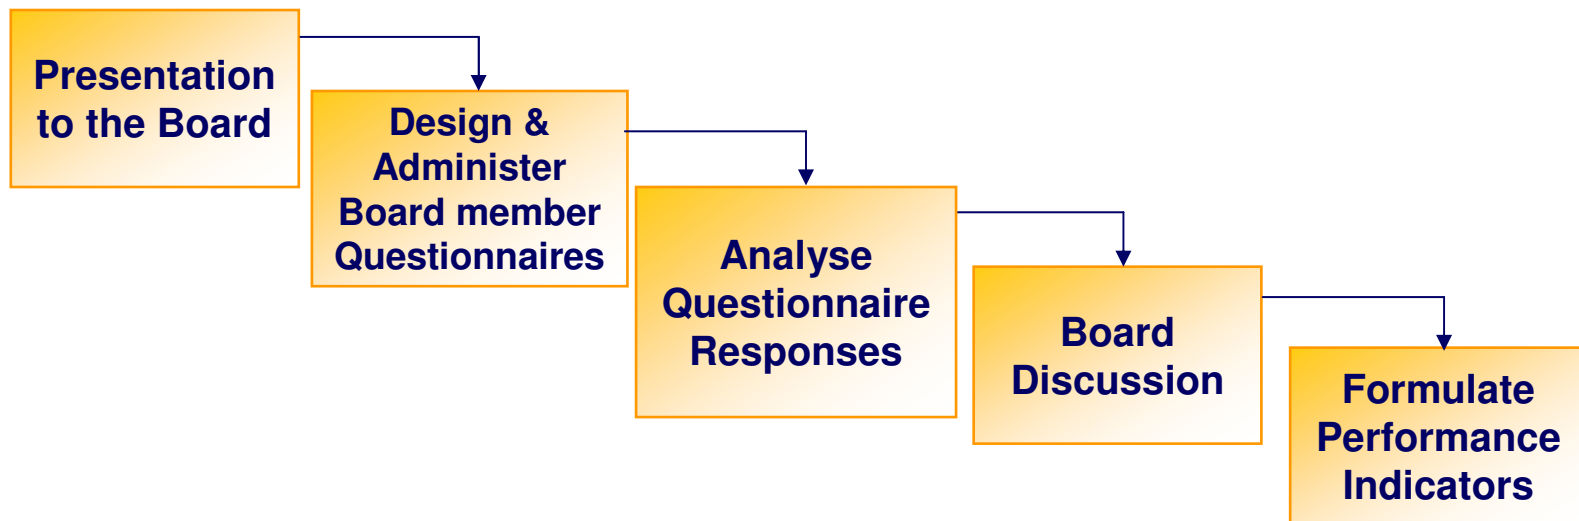 Presentation
to the Board
Design &
Administer
Board member
Questionnaires
Analyse
Questionnaire
Responses
Board
Discussion
Formulate
Performance
Indicators